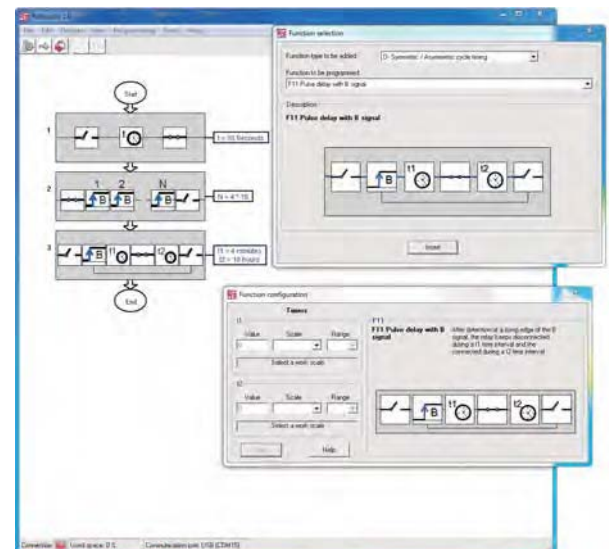 Start
1
t
t = 10 Seconds
2
1 2 N
B B B
N = 4 * 10
3
B t1 t2
t1 = 4 minutes
t2 = 10 hours
End
Used space: 0 %
Communication port: USB (COM15)
Function selection
Function type to be added:
D- Symmetric / Asymmetric cycle timing
Function to be programmed:
F11 Pulse delay with B signal
Description
F11 Pulse delay with B signal
B t1 t2
Insert
Function configuration
Timers
t1
Value Scale Range
Select a work scale
t2
Value Scale Range
Select a work scale
Help
F11
F11 Pulse delay with B
signal
After detection of a rising edge of the B
signal, the relay keeps disconnected
during a t1 time interval and the
connected during a t2 time interval
B t1 t2